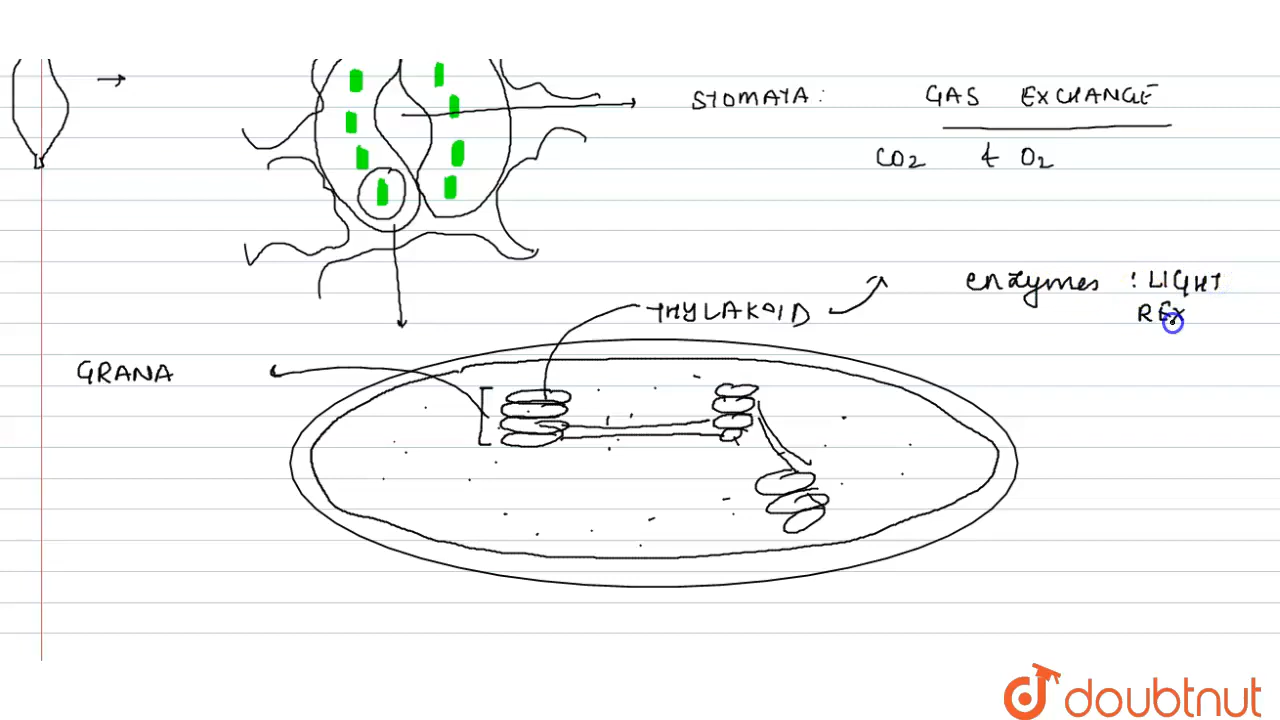 STOMATA : GAS EXCHANGE
CO2 & O2
enzymes : LIGHT
THYLAKOID
REX
GRANA
doubtnut